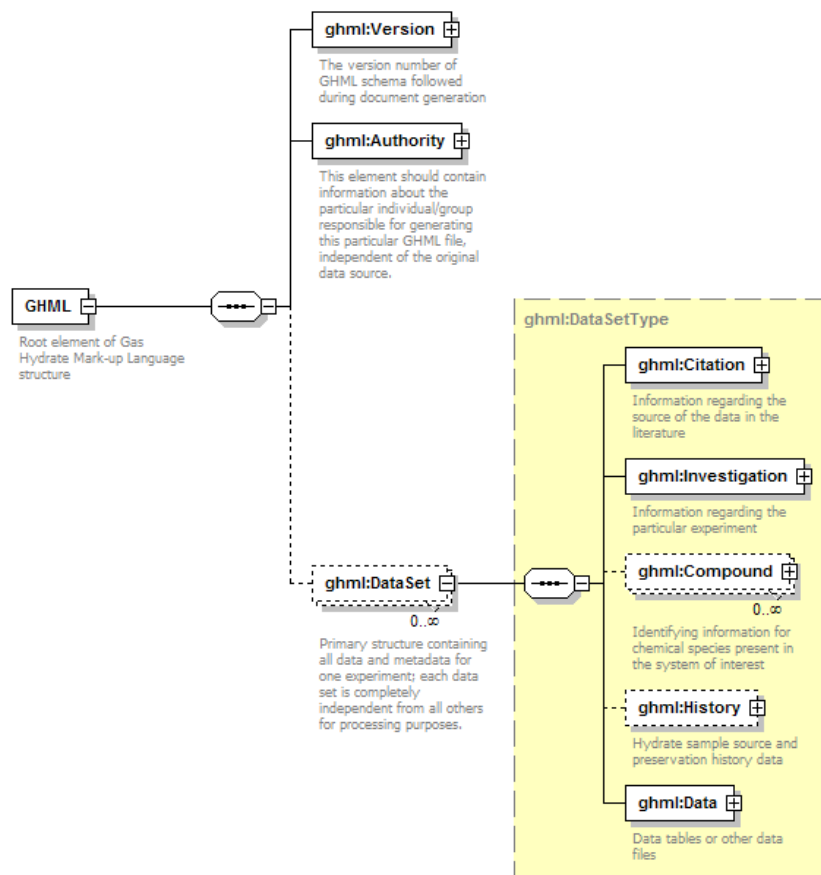 ghml:Version
The version number of
GHML schema followed
during document generation
ghml:Authority
This element should contain
information about the
particular individual/group
responsible for generating
this particular GHML file,
independent of the original
data source.
GHML
Root element of Gas
Hydrate Mark-up Language
structure
ghml:DataSet
0..∞
Primary structure containing
all data and metadata for
one experiment; each data
set is completely
independent from all others
for processing purposes.
ghml:DataSetType
ghml:Citation
Information regarding the
source of the data in the
literature
ghml:Investigation
Information regarding the
particular experiment
ghml:Compound
0..∞
Identifying information for
chemical species present in
the system of interest
ghml:History
Hydrate sample source and
preservation history data
ghml:Data
Data tables or other data
files